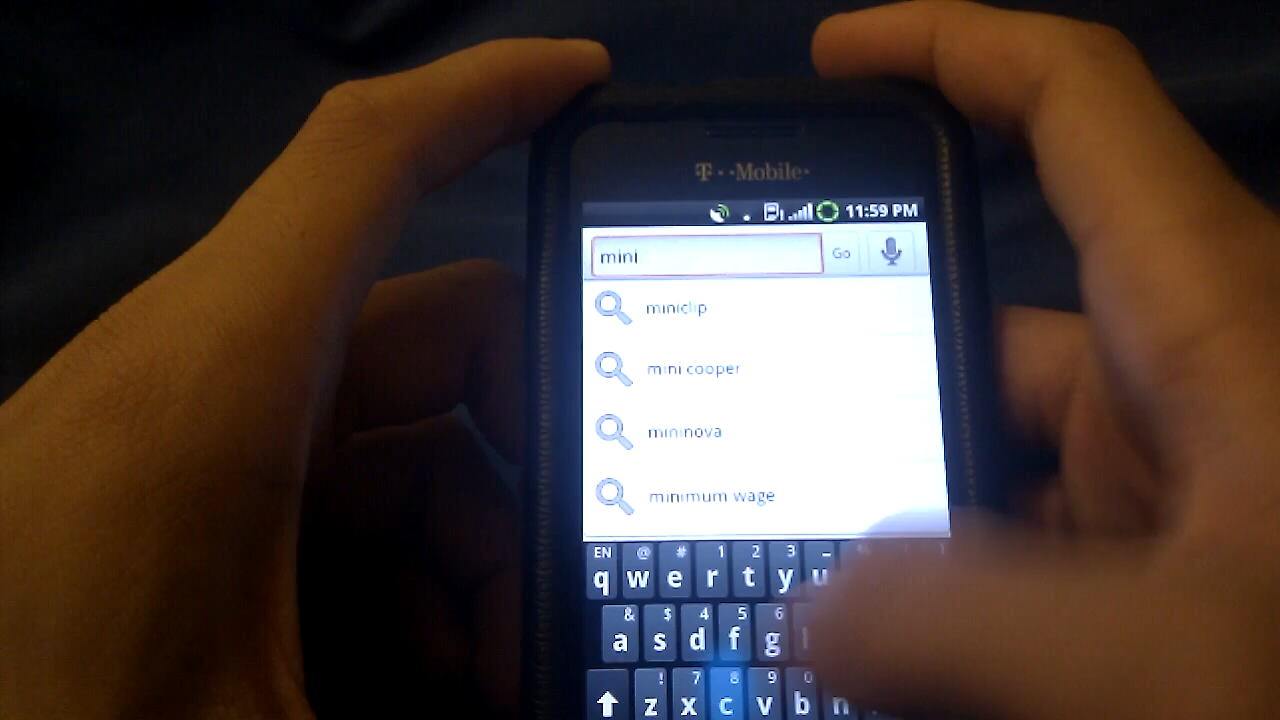 T··Mobile·
11:59 PM
mini Go
miniclip
mini cooper
mininova
minimum wage
EN @ # 1 2 3 _
q w e r t y u
& $ 4 5 6
a s d f g
! 7 8 9 0
z x c v b n